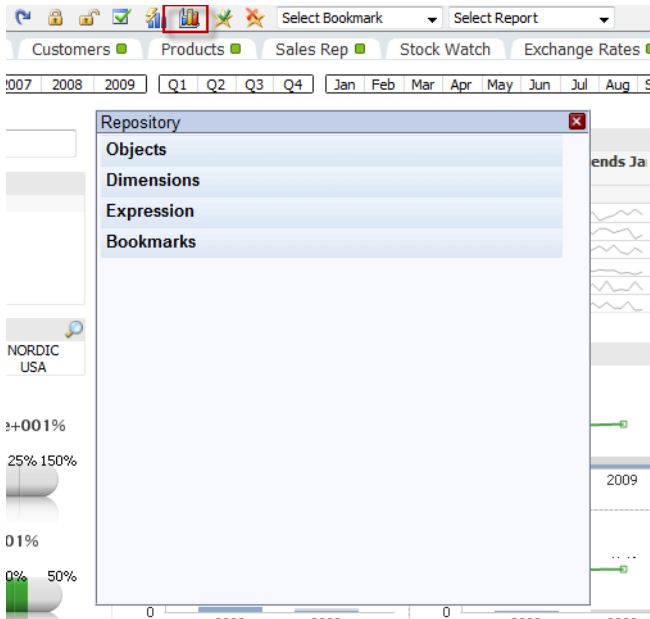 Select Bookmark Select Report
Customers Products Sales Rep Stock Watch Exchange Rates
2007 2008 2009 Q1 Q2 Q3 Q4 Jan Feb Mar Apr May Jun Jul Aug S
Repository
Objects
ends Ja
Dimensions
Expression
Bookmarks
NORDIC
USA
e+001%
25% 150%
2009
01%
0% 50%
0 0